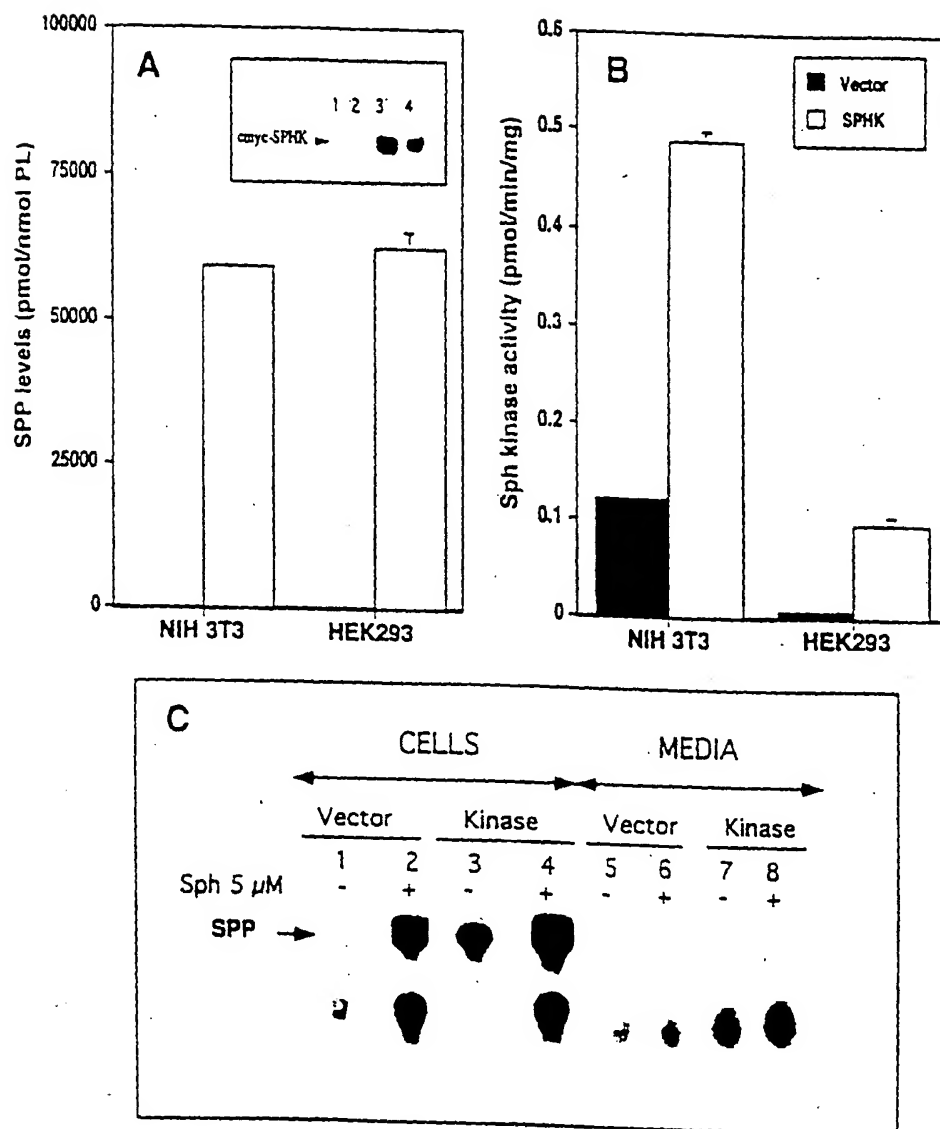 A
SPP levels (pmol/nmol PL)
100000
75000
50000
25000
0
1 2 3 4
cmyc-SPHK
NIH 3T3 HEK293
B
Sph kinase activity (pmol/min/mg)
0.6
0.5
0.4
0.3
0.2
0.1
0
Vector
SPHK
NIH 3T3 HEK293
C
CELLS MEDIA
Vector Kinase Vector Kinase
1 2 3 4 5 6 7 8
Sph 5 µM - + - + - + - +
SPP